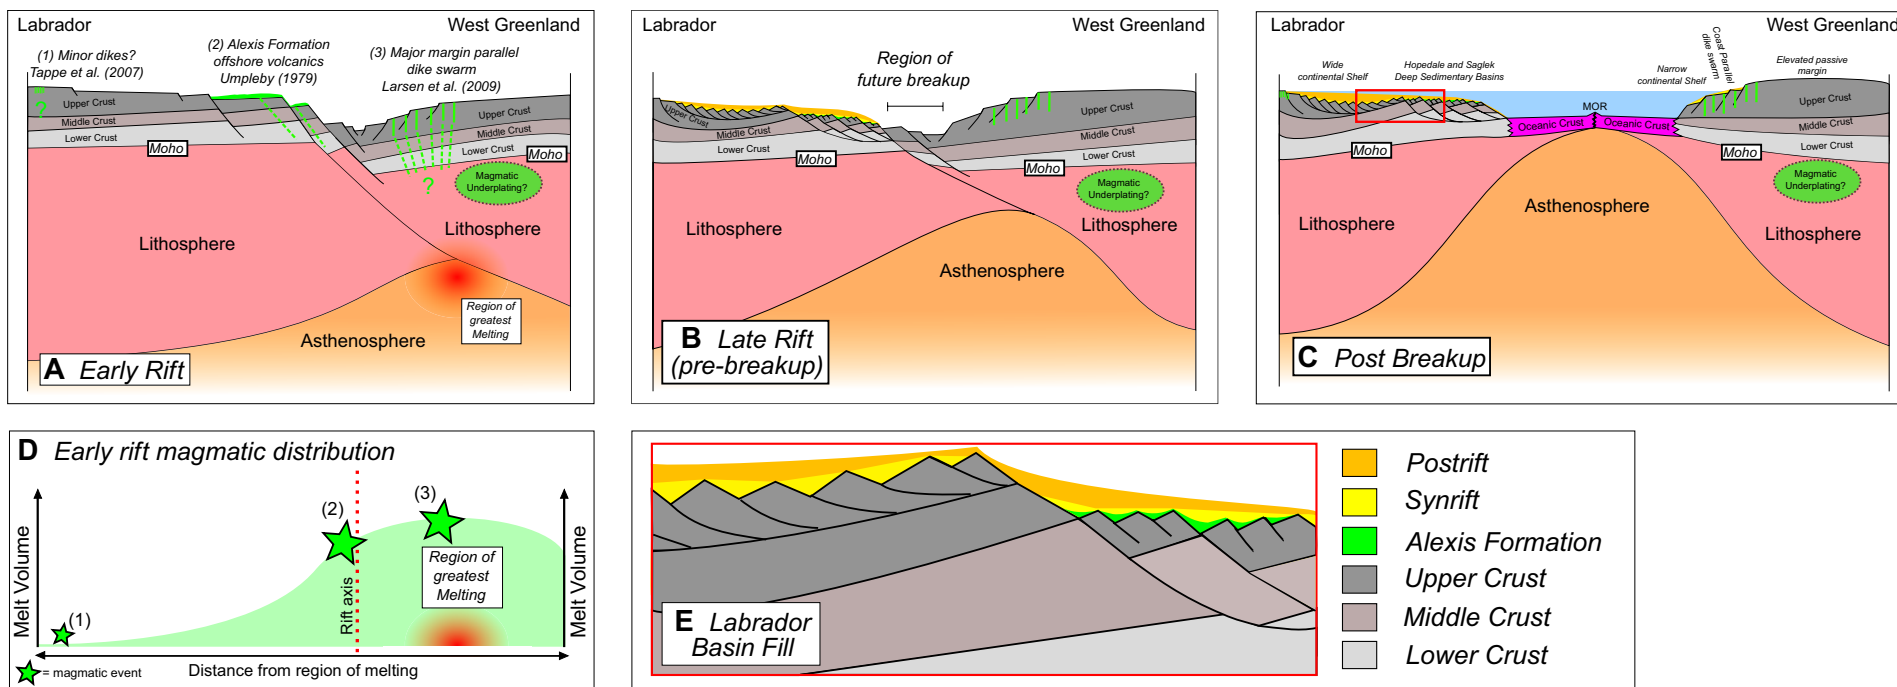 Labrador
West Greenland
(1) Minor dikes?
Tappe et al. (2007)
(2) Alexis Formation
offshore volcanics
Umpleby (1979)
(3) Major margin parallel
dike swarm
Larsen et al. (2009)
?
Upper Crust
Middle Crust
Lower Crust
Moho
Upper Crust
Middle Crust
Lower Crust
Moho
?
Magmatic
Underplating?
Lithosphere
Lithosphere
Region of
greatest
Melting
Asthenosphere
A Early Rift
Labrador
West Greenland
Region of
future breakup
Upper Crust
Middle Crust
Lower Crust
Moho
Upper Crust
Middle Crust
Lower Crust
Moho
Magmatic
Underplating?
Lithosphere
Lithosphere
Asthenosphere
B Late Rift
(pre-breakup)
Labrador
West Greenland
Wide
continental Shelf
Hopedale and Saglek
Deep Sedimentary Basins
Narrow
continental Shelf
Coast Parallel
dike swarm
Elevated passive
margin
MOR
Oceanic Crust
Oceanic Crust
Upper Crust
Middle Crust
Lower Crust
Moho
Moho
Magmatic
Underplating?
Asthenosphere
Lithosphere
Lithosphere
C Post Breakup
D Early rift magmatic distribution
Melt Volume
(1)
(2)
(3)
Rift axis
Region of
greatest
Melting
Melt Volume
Distance from region of melting
= magmatic event
E Labrador
Basin Fill
Postrift
Synrift
Alexis Formation
Upper Crust
Middle Crust
Lower Crust